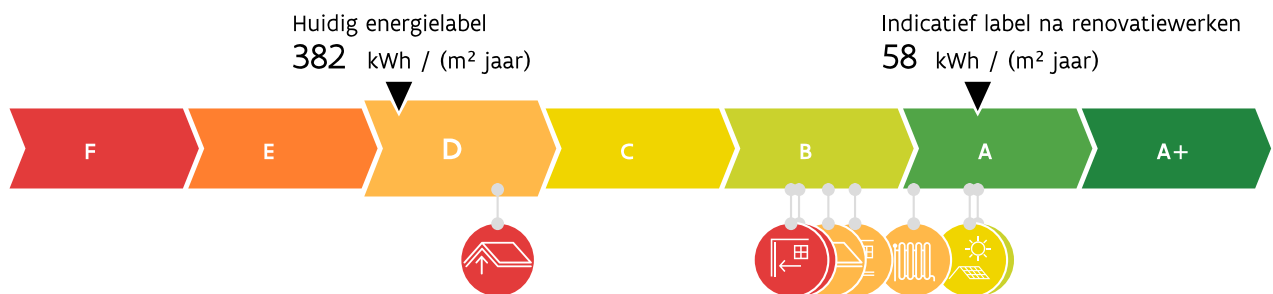 Huidig energielabel
382 kWh / (m² jaar)
Indicatief label na renovatiewerken
58 kWh / (m² jaar)
F E D C B A A+